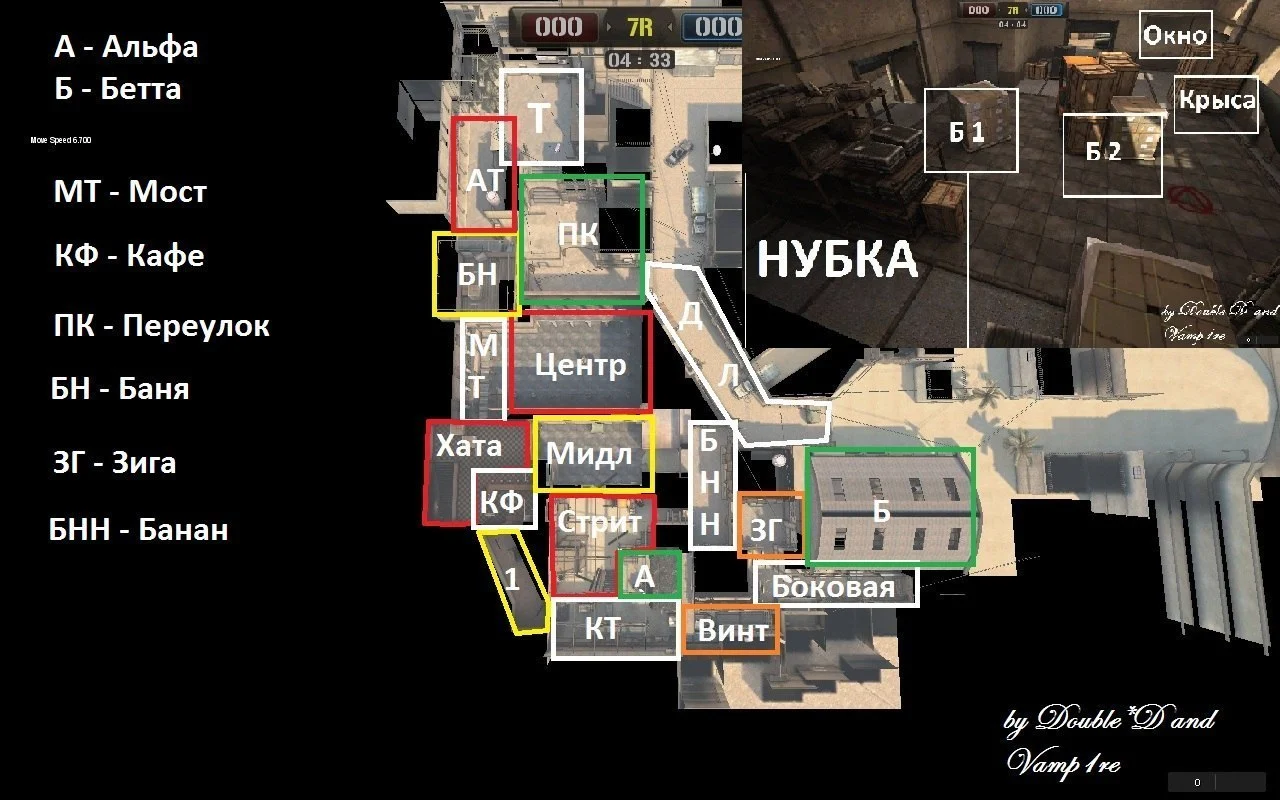 А - Альфа
Б - Бетта
Move Speed 6.700
МТ - Мост
КФ - Кафе
ПК - Переулок
БН - Баня
ЗГ - Зига
БНН - Банан
000 7R 000
04 : 33
Т
АТ
ПК
БН
Д
Л
М
Т
Центр
Хата
КФ
Мидл
Б
Н
Н
Стрит
ЗГ
Б
1
А
Боковая
КТ
Винт
000 7R 000
04 : 04
Окно
Крыса
Б 1
Б 2
НУБКА
by Double*D and
Vamp1re
by Double*D and
Vamp1re
0